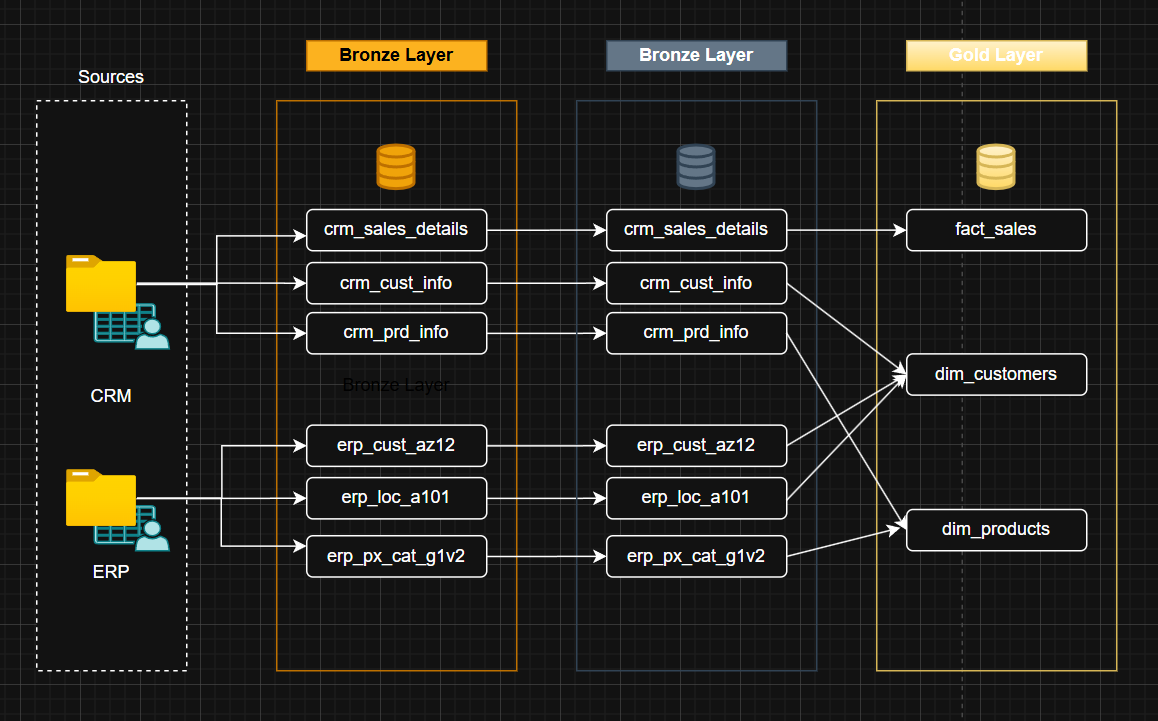 Sources
Bronze Layer
Bronze Layer
Gold Layer
CRM
ERP
crm_sales_details
crm_cust_info
crm_prd_info
Bronze Layer
erp_cust_az12
erp_loc_a101
erp_px_cat_g1v2
crm_sales_details
crm_cust_info
crm_prd_info
erp_cust_az12
erp_loc_a101
erp_px_cat_g1v2
fact_sales
dim_customers
dim_products